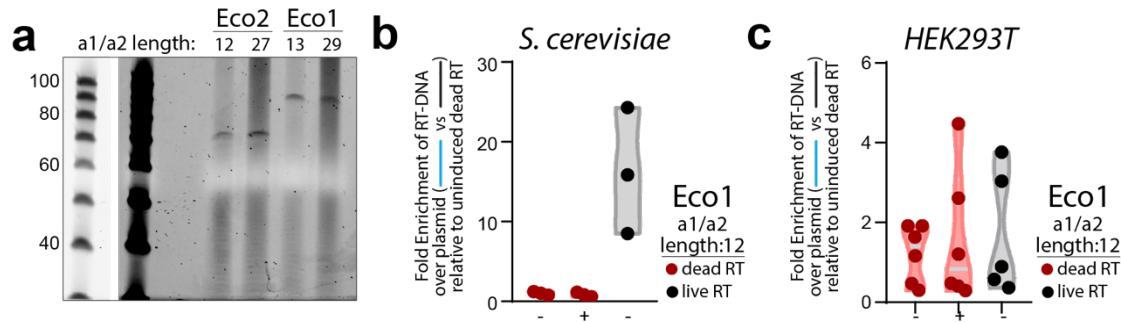 a
Eco2 Eco1
a1/a2 length: 12 27 13 29
100
80
60
40
b
S. cerevisiae
Fold Enrichment of RT-DNA
over plasmid ( vs )
relative to uninduced dead RT
30
20
10
0
- + -
Eco1
a1/a2
length:12
dead RT
live RT
c
HEK293T
Fold Enrichment of RT-DNA
over plasmid ( vs )
relative to uninduced dead RT
6
4
2
0
- + -
Eco1
a1/a2
length:12
dead RT
live RT